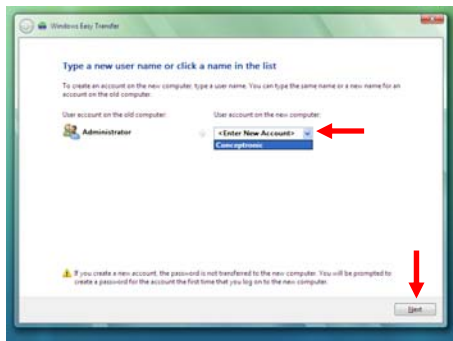 Windows Easy Transfer
Type a new user name or click a name in the list
To create an account on the new computer, type a user name. You can type the same name or a new name for an
account on the old computer.
User account on the old computer: User account on the new computer:
Administrator <Enter New Account>
Conceptronic
If you create a new account, the password is not transferred to the new computer. You will be prompted to
create a password for the account the first time that you log on to the new computer.
Next